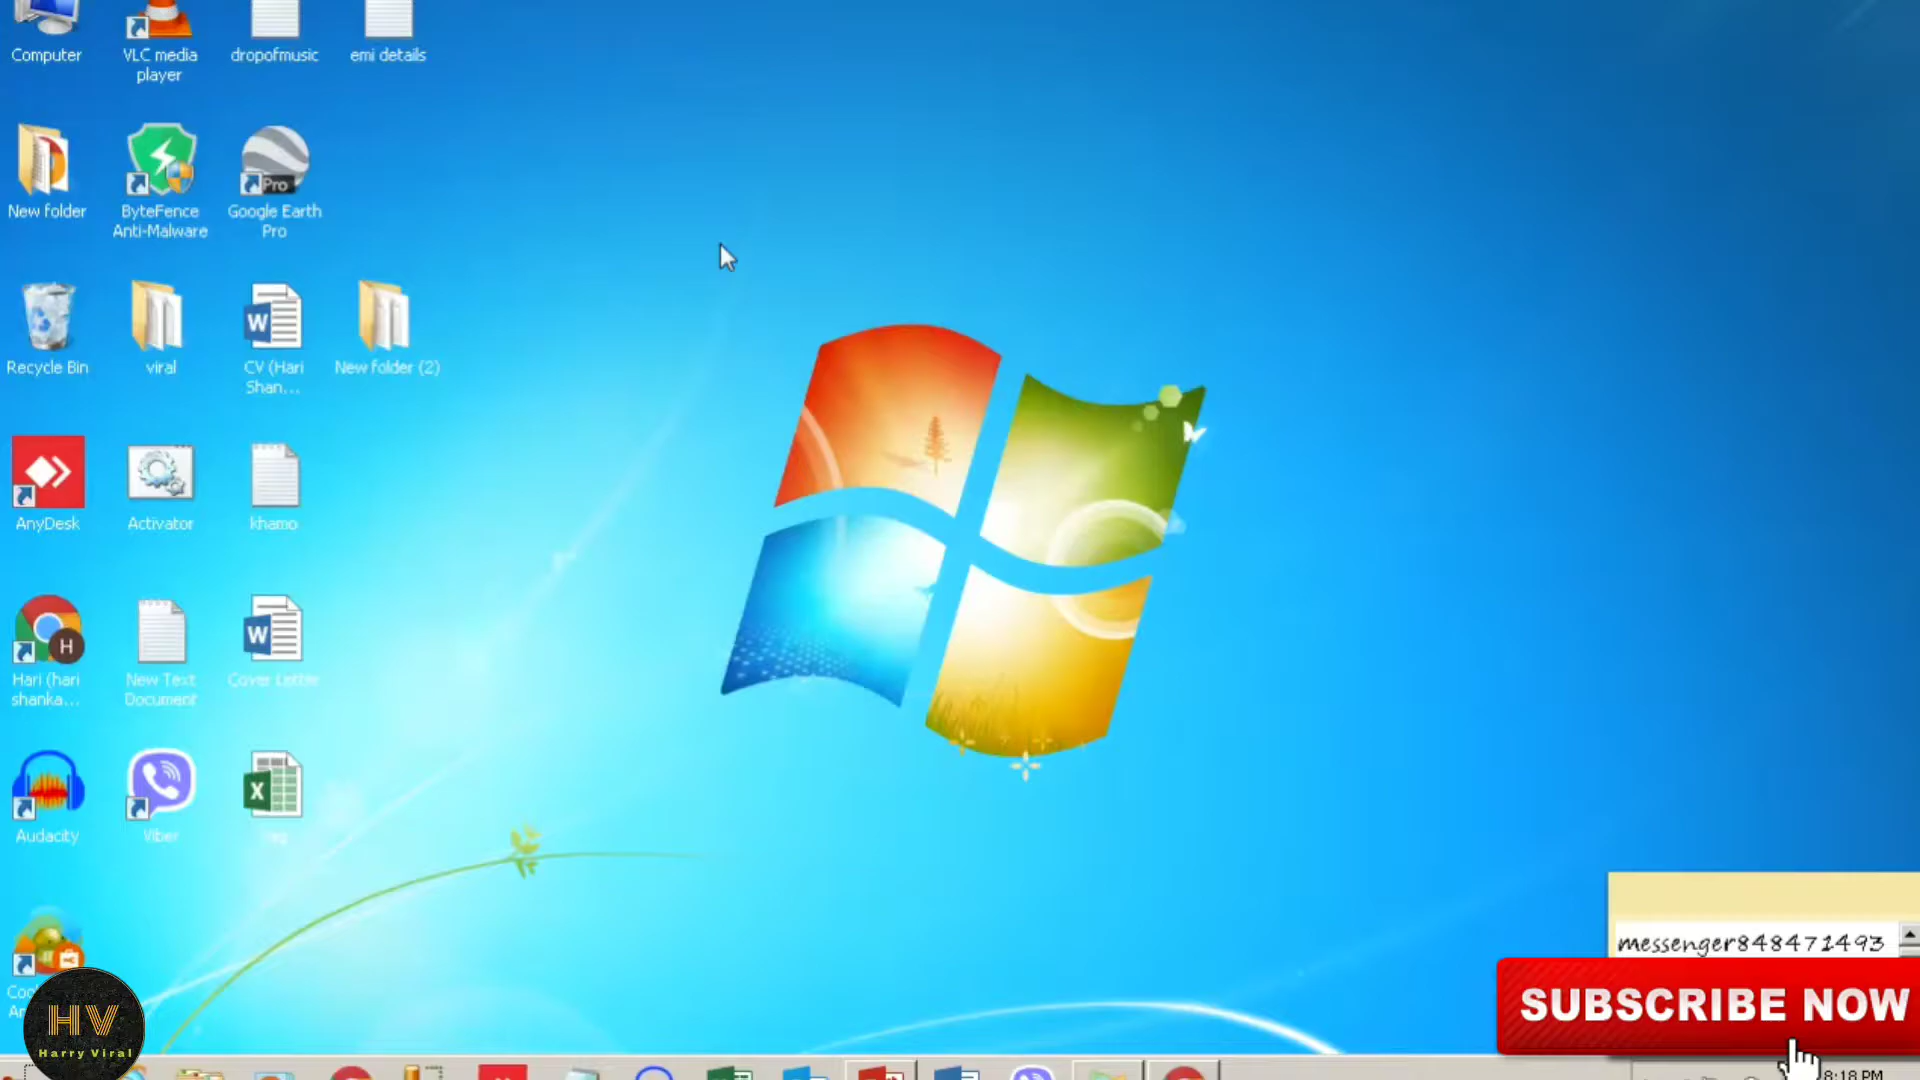 Computer
VLC media
player
dropofmusic
emi details
New folder
ByteFence
Anti-Malware
Pro
Google Earth
Pro
Recycle Bin
viral
W
CV (Hari
Shan...
New folder (2)
AnyDesk
Activator
khamo
H
Hari (hari
shanka...
New Text
Document
W
Cover Letter
Audacity
Viber
X
messenger848471493
SUBSCRIBE NOW
HV
Harry Viral
8:18 PM